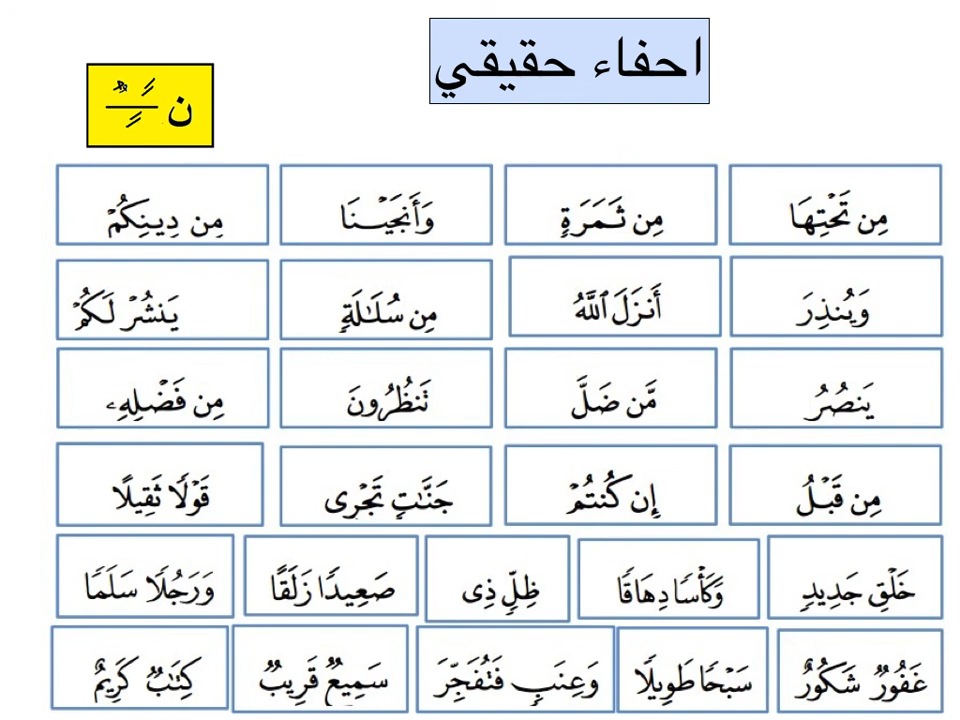 احفاء حقيقي
ن ـًـٍـٌ
مِن تَحْتِهَا مِن ثَمَرَةٍ وَأَنجَيْنَا مِن دِينِكُمْ
وَيُنذِرَ أَنزَلَ ٱللَّهُ مِن سُلَـٰلَةٍ يَنشُرْ لَكُمْ
يَنصُرُ مَّن ضَلَّ تَنظُرُونَ مِن فَضْلِهِۦ
مِن قَبْلُ إِن كُنتُمْ جَنَّـٰتٍ تَجْرِى قَوْلًا ثَقِيلًا
خَلْقٍ جَدِيدٍ وَكَأْسًا دِهَاقًا ظِلٍّ ذِى صَعِيدًا زَلَقًا وَرَجُلًا سَلَمًا
غَفُورٌ شَكُورٌ سَبْحًا طَوِيلًا وَعِنَبٍ فَتُفَجِّرَ سَمِيعٌ قَرِيبٌ كِتَـٰبٌ كَرِيمٌ